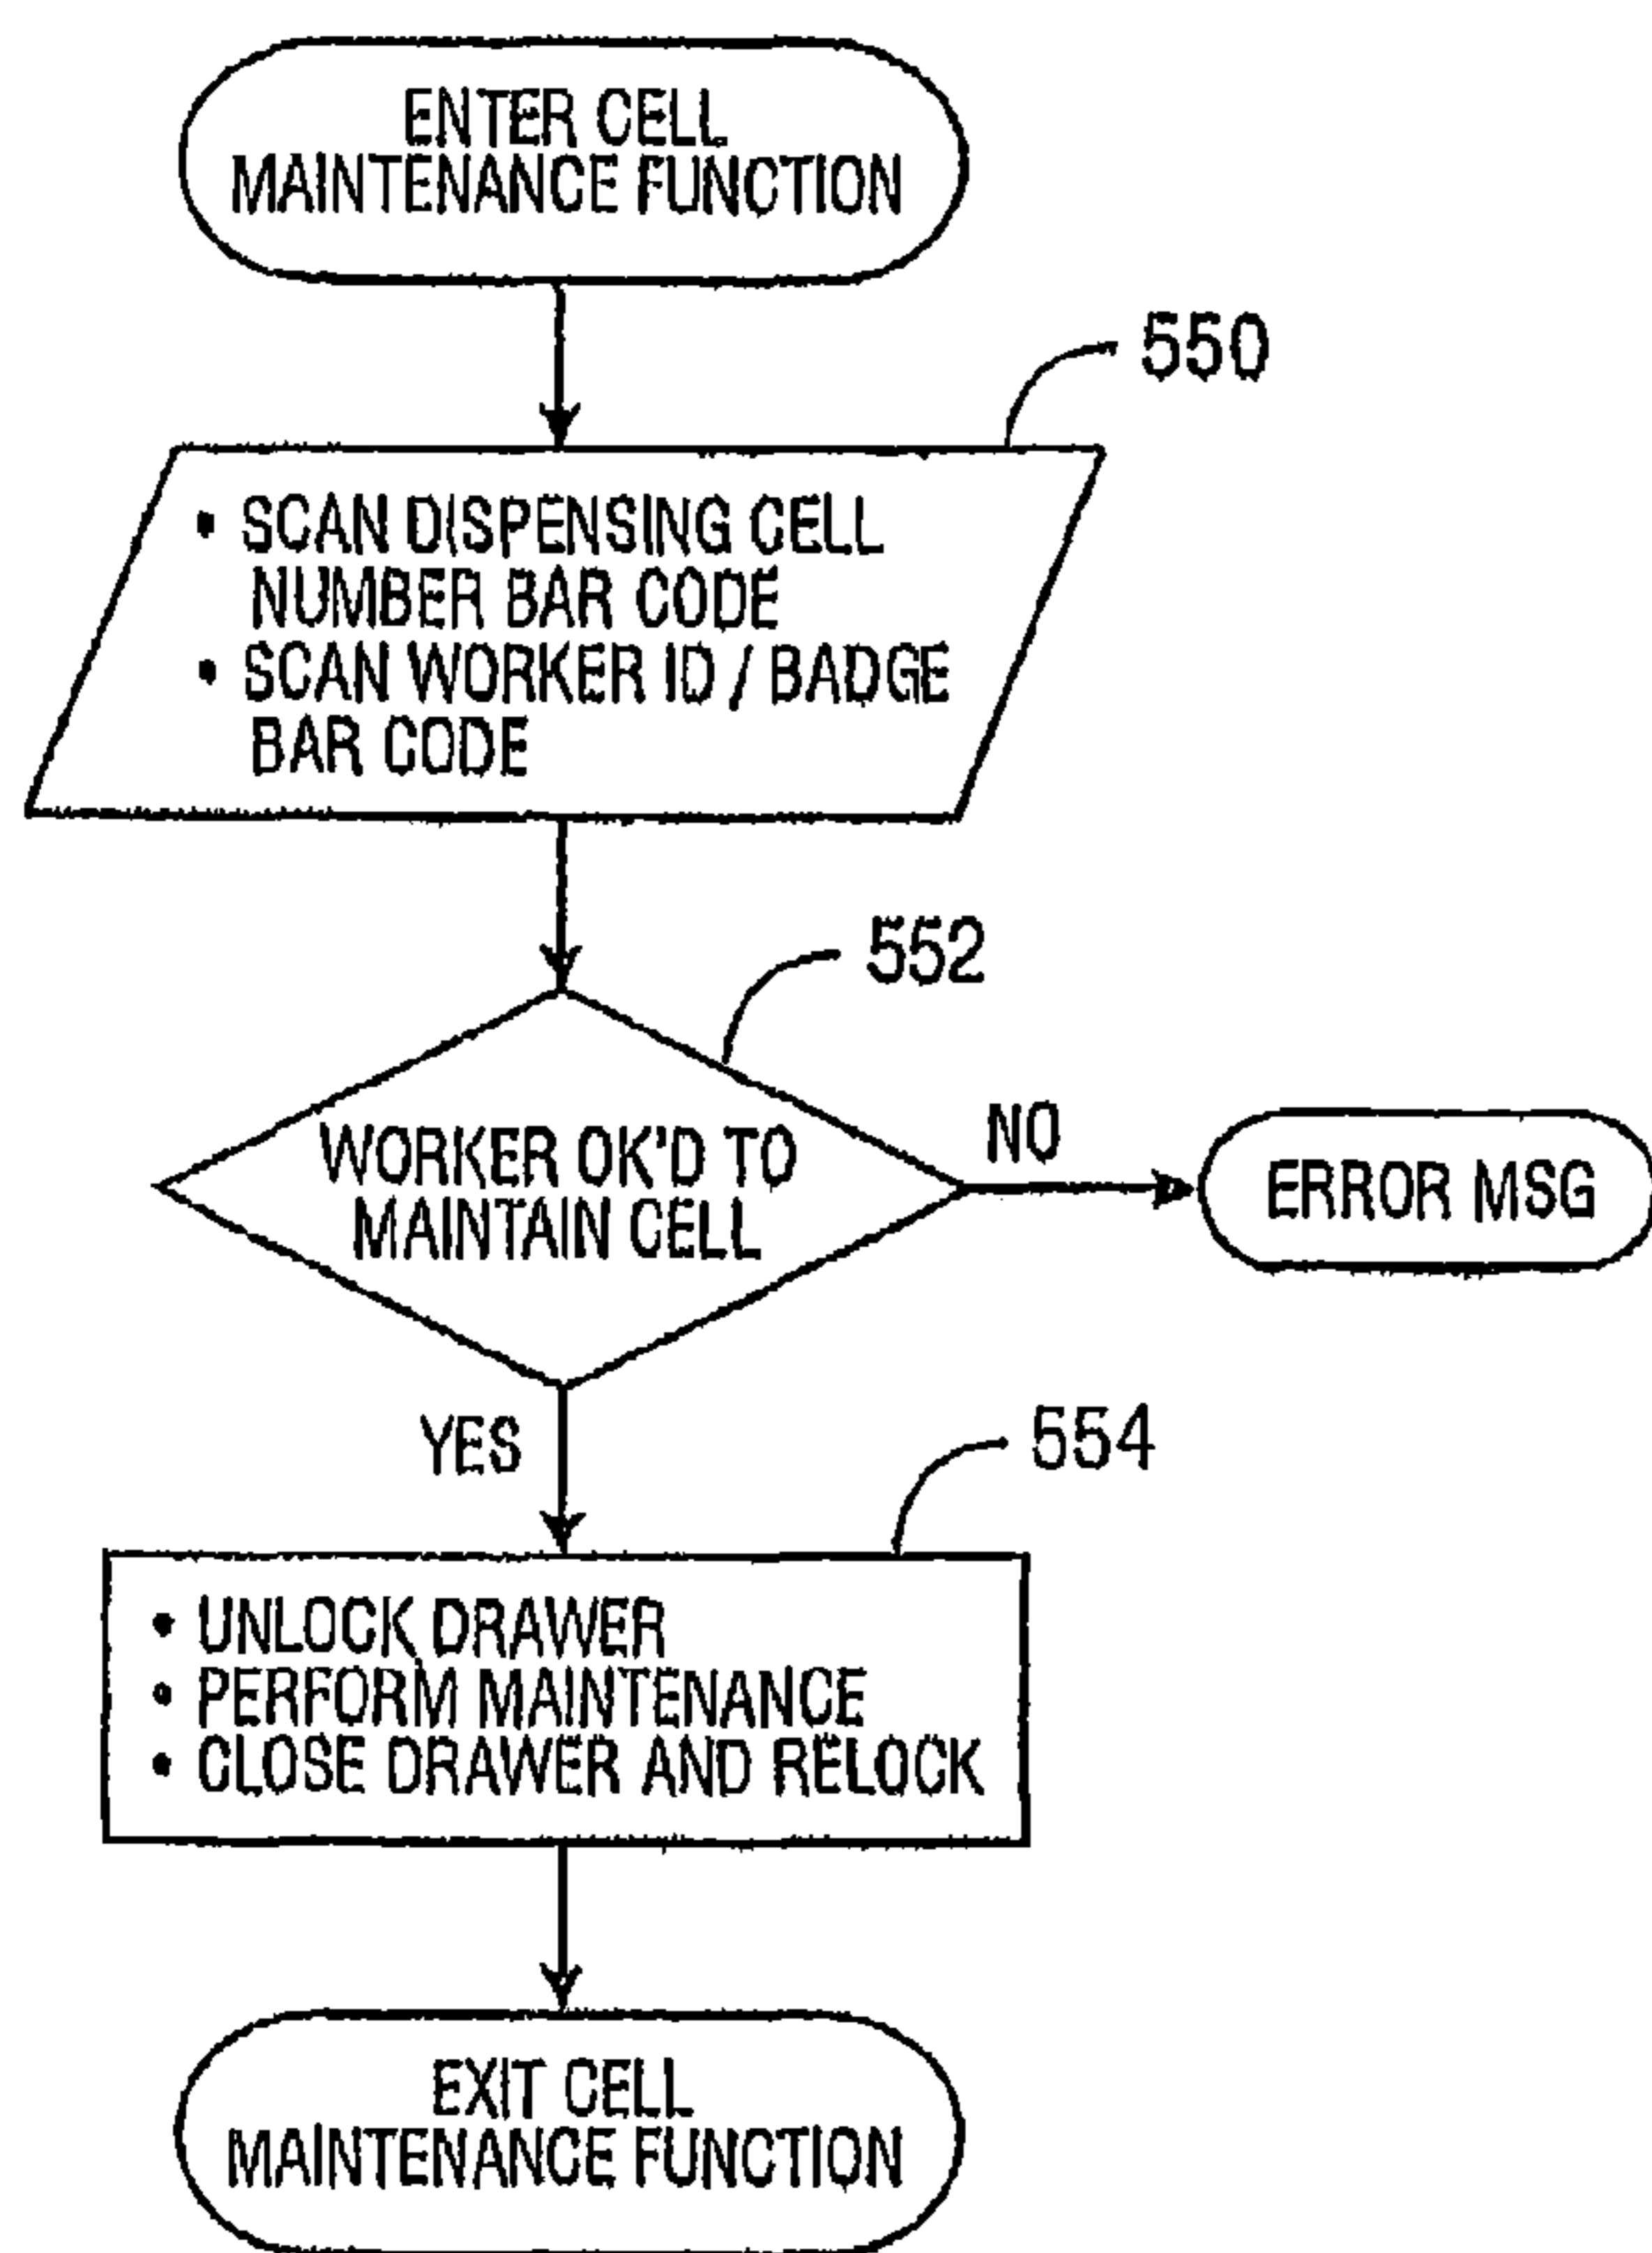 ENTER CELL
MAINTENANCE FUNCTION
550
• SCAN DISPENSING CELL
NUMBER BAR CODE
• SCAN WORKER ID / BADGE
BAR CODE
552
WORKER OK'D TO
MAINTAIN CELL
NO
ERROR MSG
YES
554
• UNLOCK DRAWER
• PERFORM MAINTENANCE
• CLOSE DRAWER AND RELOCK
EXIT CELL
MAINTENANCE FUNCTION